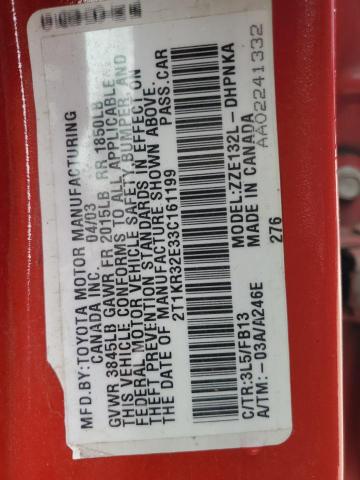 MFD.BY:TOYOTA MOTOR MANUFACTURING
CANADA INC. 04/03
GVWR 3845LB GAWR FR 2015LB RR 1850LB
THIS VEHICLE CONFORMS TO ALL APPLICABLE
FEDERAL MOTOR VEHICLE SAFETY,BUMPER, AND
THEFT PREVENTION STANDARDS IN EFFECT ON
THE DATE OF MANUFACTURE SHOWN ABOVE.
2T1KR32E33C161199 PASS.CAR
C/TR:3L5/FB13 MODEL:ZZE132L-DHPNKA
A/TM:-03A/A246E MADE IN CANADA
276 AA02241332